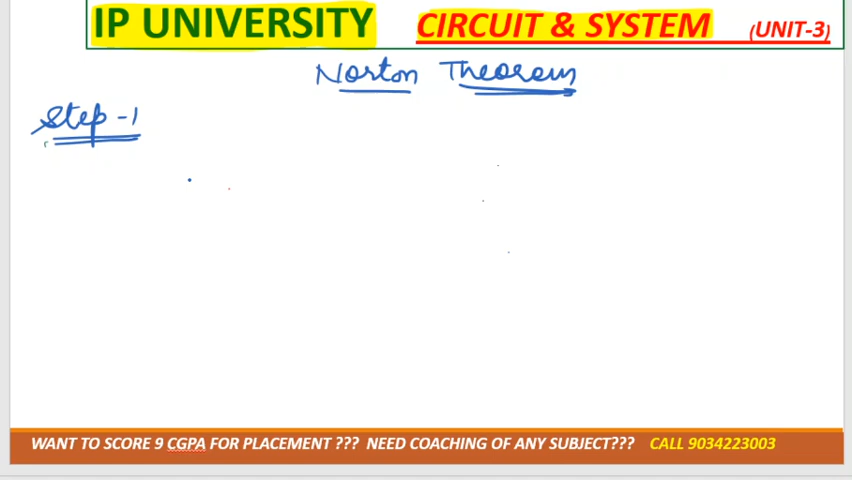 IP UNIVERSITY CIRCUIT & SYSTEM (UNIT-3)
Norton Theorem
Step-1
WANT TO SCORE 9 CGPA FOR PLACEMENT ??? NEED COACHING OF ANY SUBJECT??? CALL 9034223003